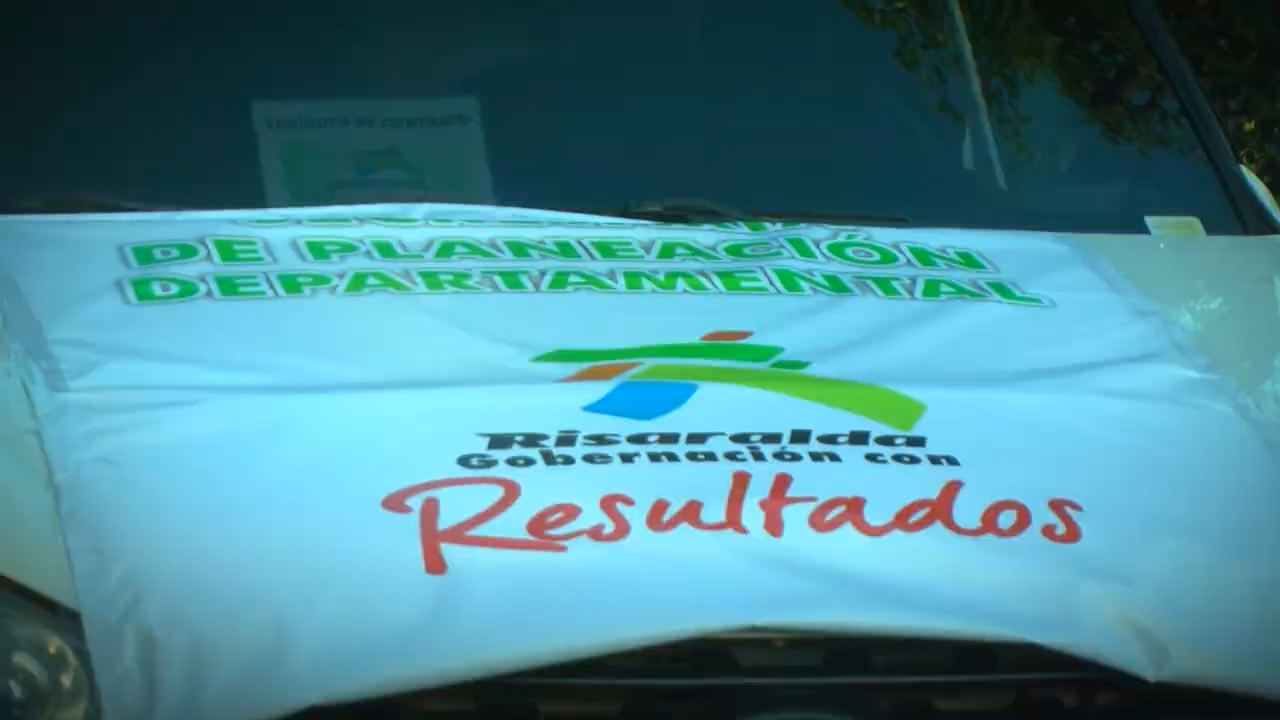 DE PLANEACIÓN
DEPARTAMENTAL
Risaralda
Gobernación con
Resultados